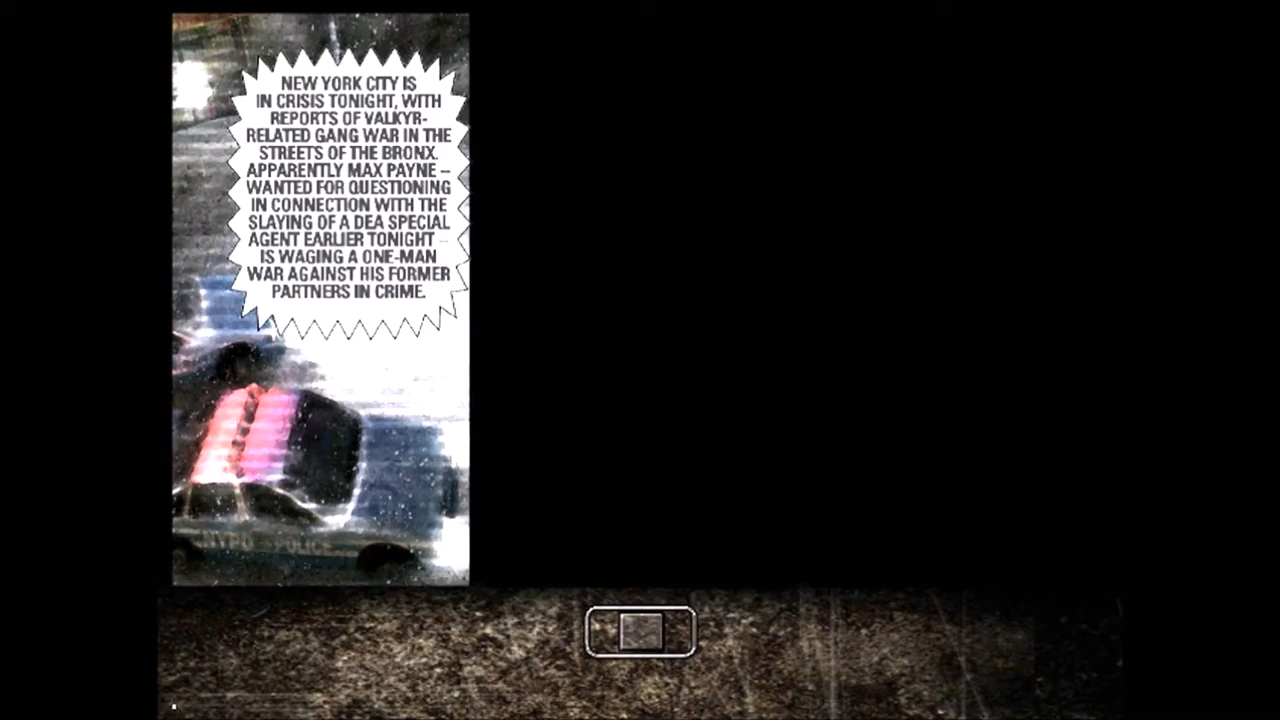 NEW YORK CITY IS
IN CRISIS TONIGHT, WITH
REPORTS OF VALKYR-
RELATED GANG WAR IN THE
STREETS OF THE BRONX.
APPARENTLY MAX PAYNE –
WANTED FOR QUESTIONING
IN CONNECTION WITH THE
SLAYING OF A DEA SPECIAL
AGENT EARLIER TONIGHT –
IS WAGING A ONE-MAN
WAR AGAINST HIS FORMER
PARTNERS IN CRIME.
NYPD POLICE